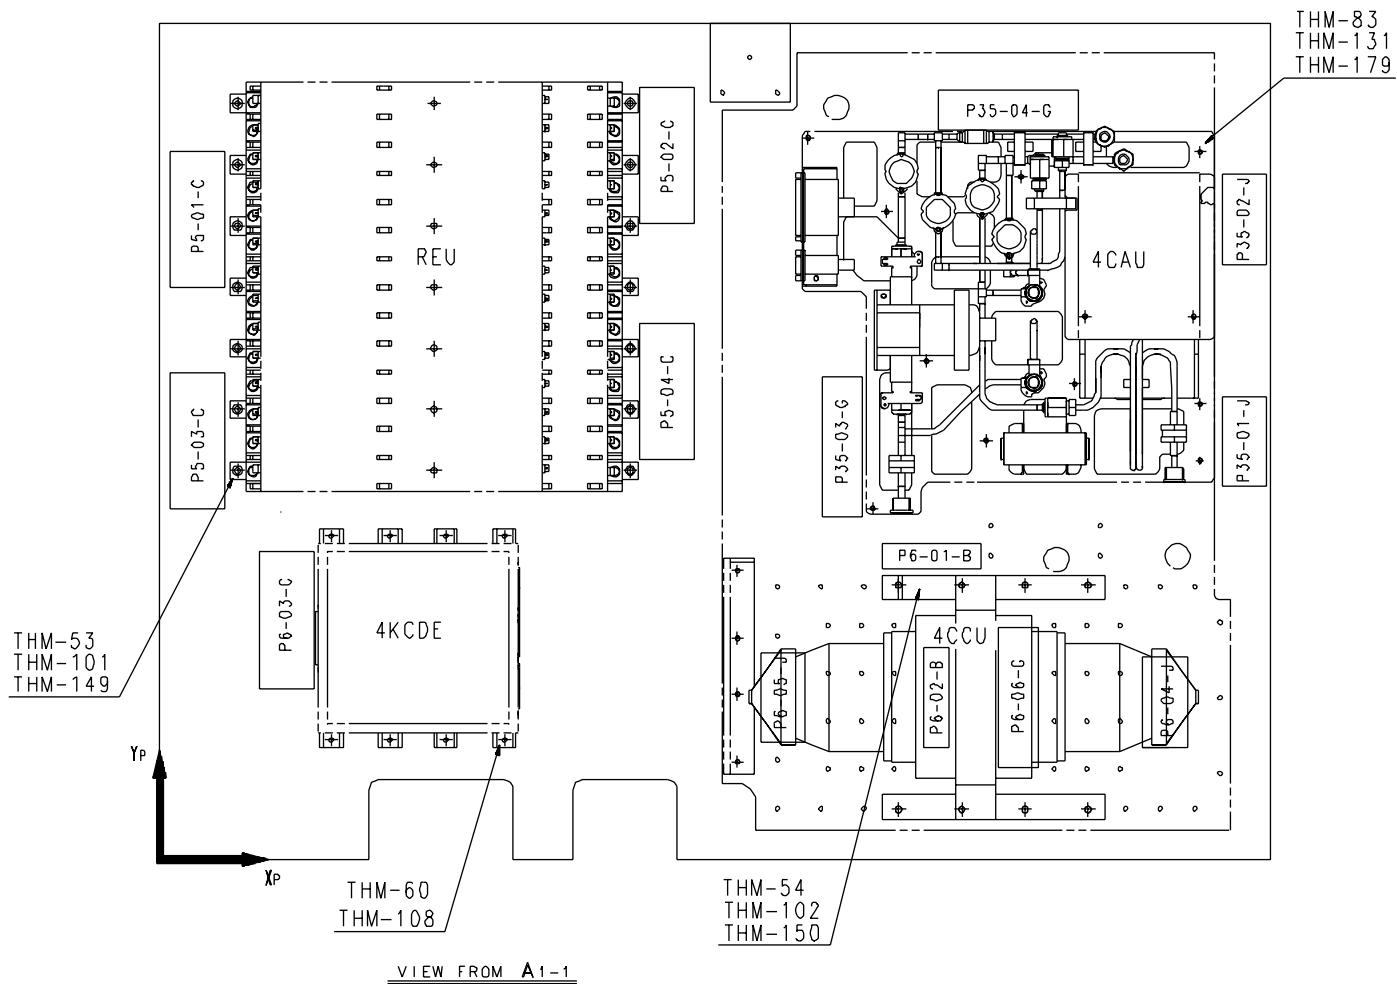 THM-83
THM-131
THM-179
P35-04-G
P5-02-C
P5-01-C
REU
P35-02-J
4CAU
P5-04-C
P5-03-C
P35-03-G
P35-01-J
P6-01-B
P6-03-C
4KCDE
4CCU
P6-05-J
P6-02-B
P6-06-G
P6-04-J
THM-53
THM-101
THM-149
YP
XP
THM-60
THM-108
THM-54
THM-102
THM-150
VIEW FROM A1-1